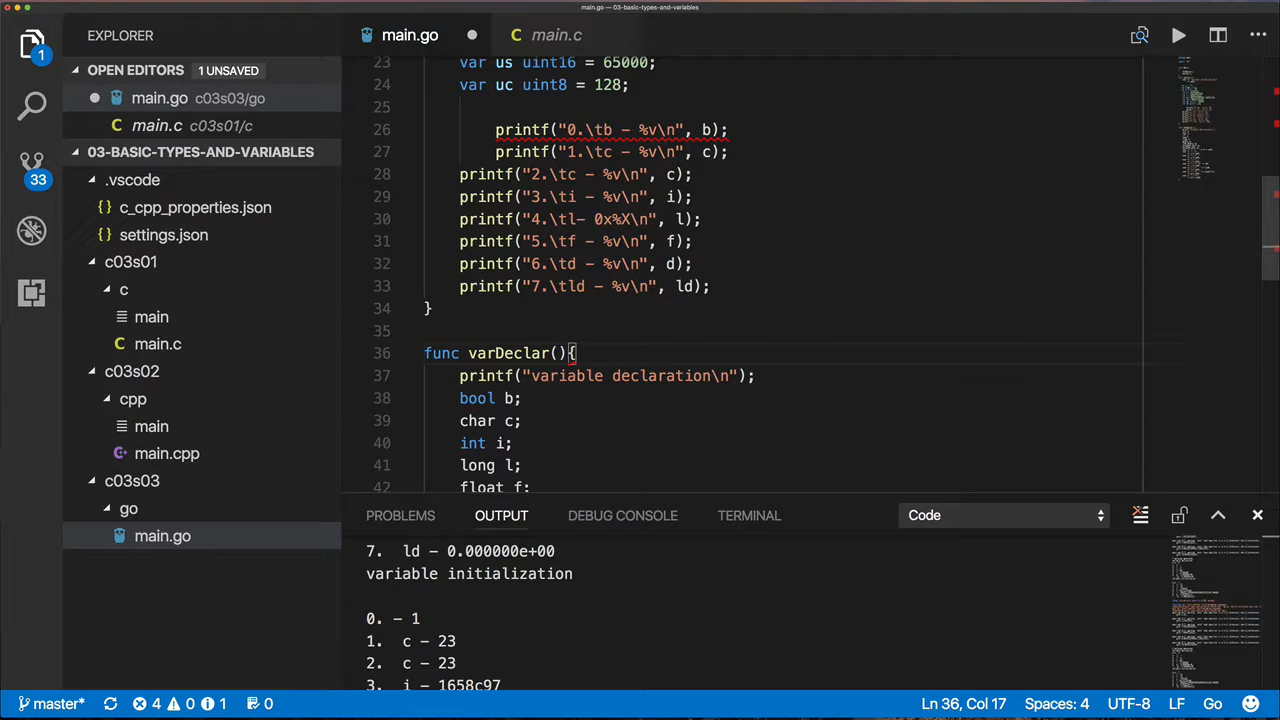 main.go — 03-basic-types-and-variables
EXPLORER
main.go
main.c
1
OPEN EDITORS 1 UNSAVED
main.go c03s03/go
main.c c03s01/c
03-BASIC-TYPES-AND-VARIABLES
33
.vscode
c_cpp_properties.json
settings.json
c03s01
c
main
main.c
c03s02
cpp
main
main.cpp
c03s03
go
main.go
23 var us uint16 = 65000;
24 var uc uint8 = 128;
25
26 printf("0.\tb - %v\n", b);
27 printf("1.\tc - %v\n", c);
28 printf("2.\tc - %v\n", c);
29 printf("3.\ti - %v\n", i);
30 printf("4.\tl- 0x%X\n", l);
31 printf("5.\tf - %v\n", f);
32 printf("6.\td - %v\n", d);
33 printf("7.\tld - %v\n", ld);
34 }
35
36 func varDeclar(){
37 printf("variable declaration\n");
38 bool b;
39 char c;
40 int i;
41 long l;
42 float f;
PROBLEMS OUTPUT DEBUG CONSOLE TERMINAL Code
7. ld - 0.000000e+00
variable initialization
0. - 1
1. c - 23
2. c - 23
3. i - 1658c97
master* 4 0 1 0 Ln 36, Col 17 Spaces: 4 UTF-8 LF Go